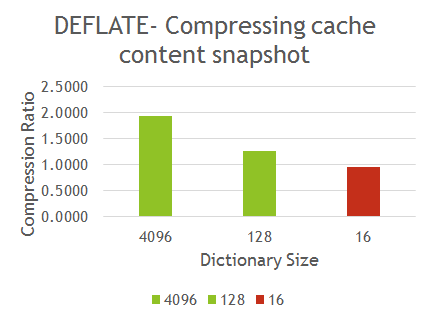 DEFLATE- Compressing cache
content snapshot
2.5000
2.0000
1.5000
1.0000
0.5000
0.0000
Compression Ratio
4096 128 16
Dictionary Size
4096 128 16